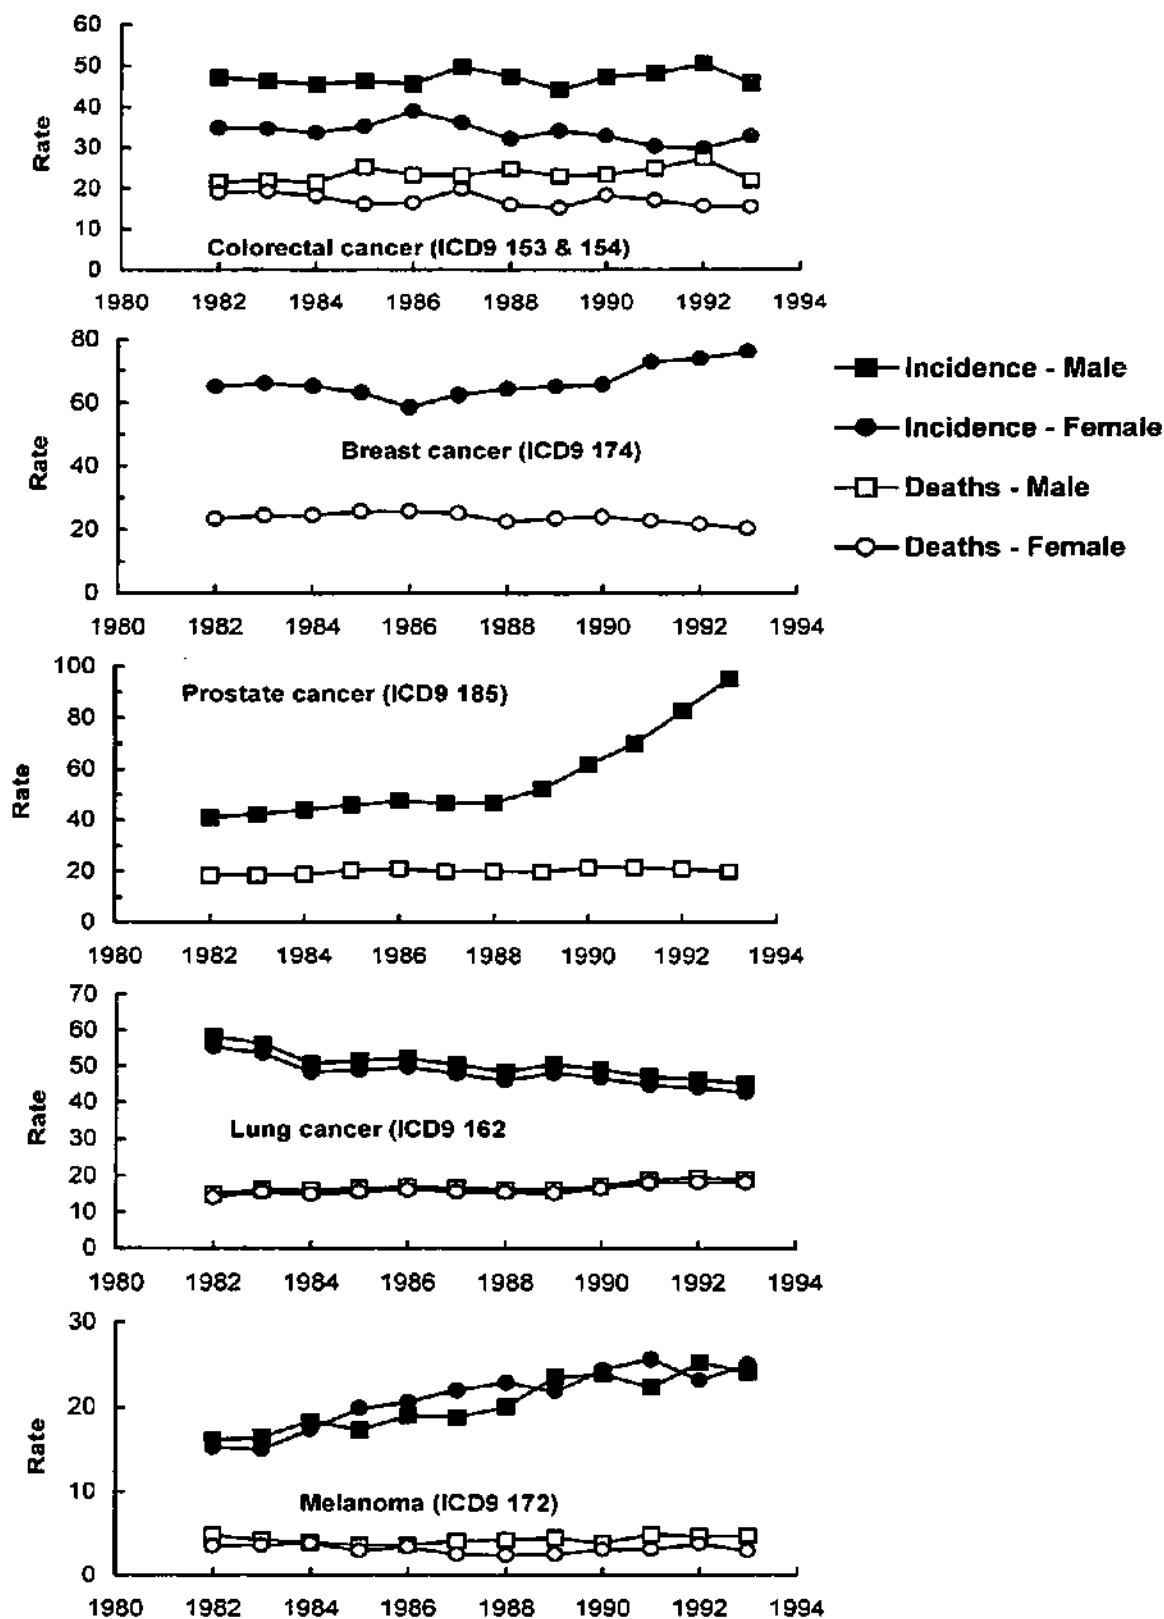 60
50
40
30
20
10
0
Rate
Colorectal cancer (ICD9 153 & 154)
1980 1982 1984 1986 1988 1990 1992 1994
80
60
40
20
0
Rate
Breast cancer (ICD9 174)
1980 1982 1984 1986 1988 1990 1992 1994
Incidence - Male
Incidence - Female
Deaths - Male
Deaths - Female
100
80
60
40
20
0
Rate
Prostate cancer (ICD9 185)
1980 1982 1984 1986 1988 1990 1992 1994
70
60
50
40
30
20
10
0
Rate
Lung cancer (ICD9 162
1980 1982 1984 1986 1988 1990 1992 1994
30
20
10
0
Rate
Melanoma (ICD9 172)
1980 1982 1984 1986 1988 1990 1992 1994